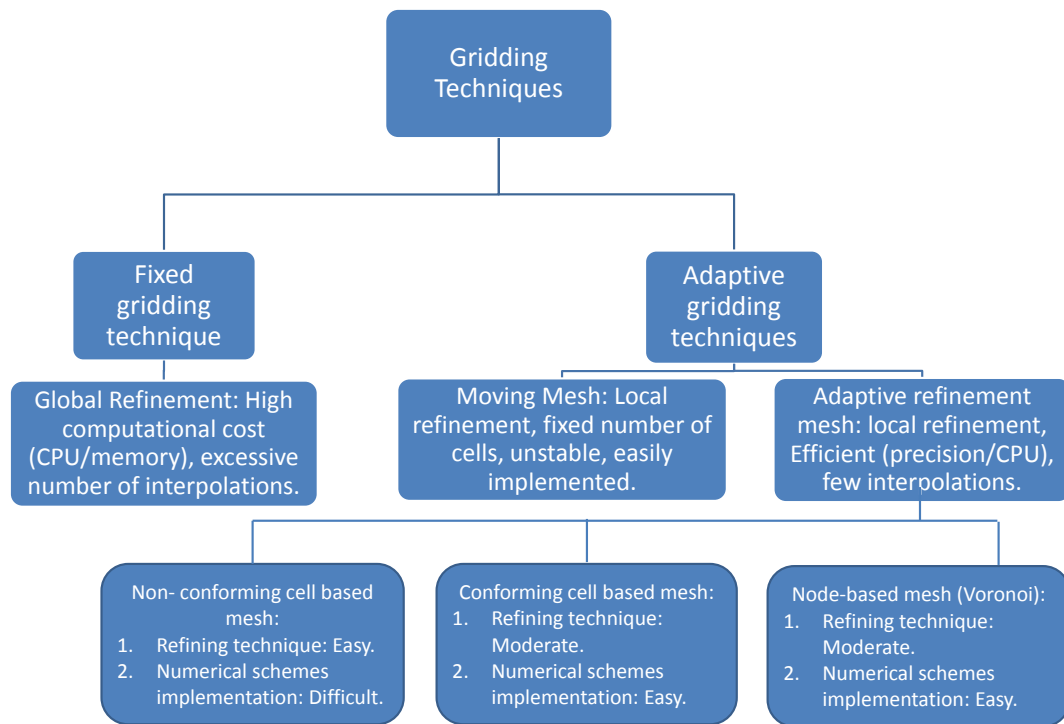 Gridding
Techniques
Fixed
gridding
technique
Adaptive
gridding
techniques
Global Refinement: High
computational cost
(CPU/memory), excessive
number of interpolations.
Moving Mesh: Local
refinement, fixed number of
cells, unstable, easily
implemented.
Adaptive refinement
mesh: local refinement,
Efficient (precision/CPU),
few interpolations.
Non- conforming cell based
mesh:
1. Refining technique: Easy.
2. Numerical schemes
implementation: Difficult.
Conforming cell based mesh:
1. Refining technique:
Moderate.
2. Numerical schemes
implementation: Easy.
Node-based mesh (Voronoi):
1. Refining technique:
Moderate.
2. Numerical schemes
implementation: Easy.